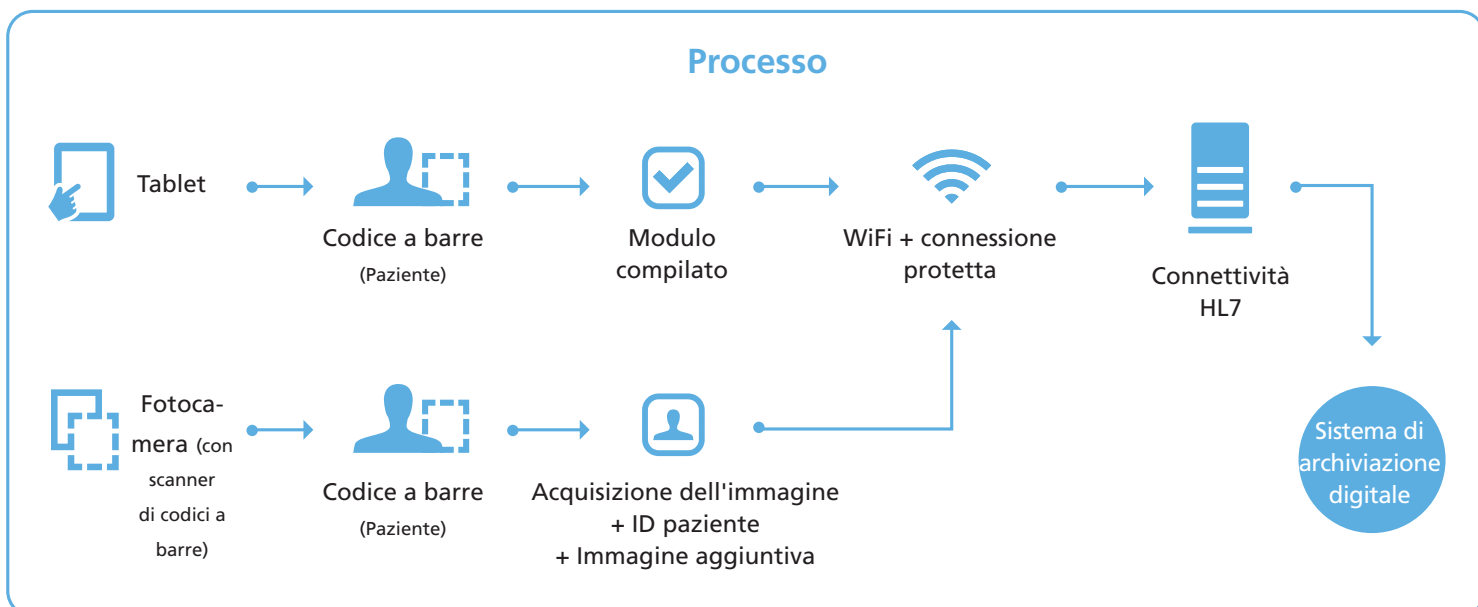 Processo
Tablet
Codice a barre
(Paziente)
Modulo
compilato
WiFi + connessione
protetta
Connettività
HL7
Fotoca-
mera (con
scanner
di codici a
barre)
Codice a barre
(Paziente)
Acquisizione dell'immagine
+ ID paziente
+ Immagine aggiuntiva
Sistema di
archiviazione
digitale